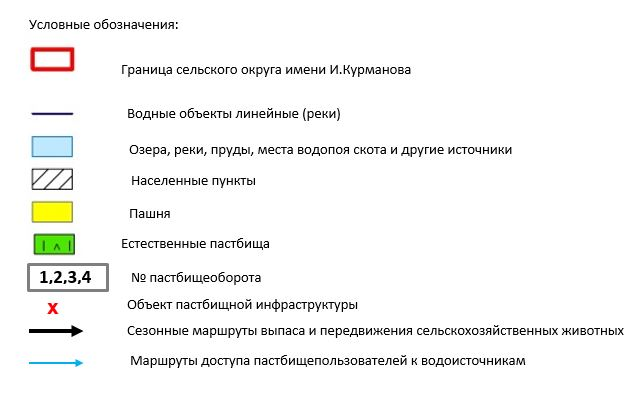 Условные обозначения:
Граница сельского округа имени И.Курманова
Водные объекты линейные (реки)
Озера, реки, пруды, места водопоя скота и другие источники
Населенные пункты
Пашня
Естественные пастбища
1,2,3,4 № пастбищеоборота
х Объект пастбищной инфраструктуры
Сезонные маршруты выпаса и передвижения сельскохозяйственных животных
Маршруты доступа пастбищепользователей к водоисточникам